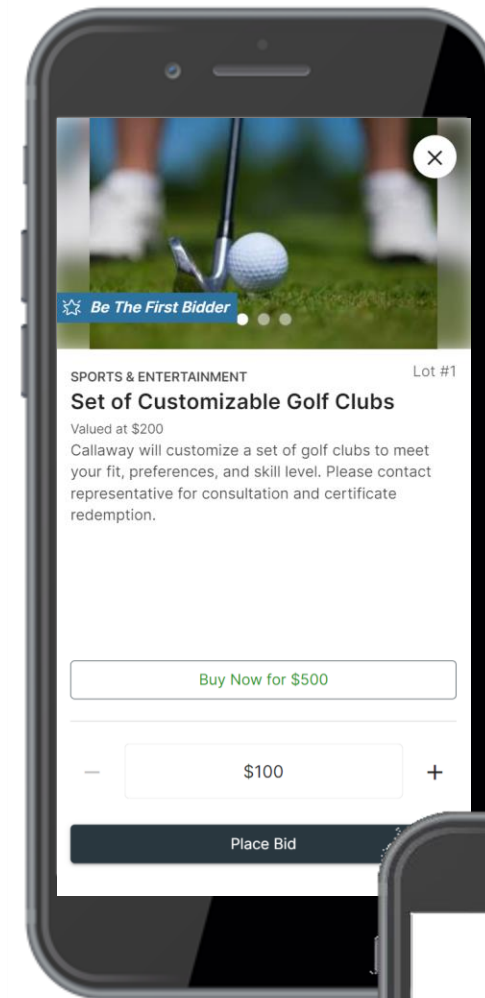 Be The First Bidder
SPORTS & ENTERTAINMENT
Lot #1
Set of Customizable Golf Clubs
Valued at $200
Callaway will customize a set of golf clubs to meet
your fit, preferences, and skill level. Please contact
representative for consultation and certificate
redemption.
Buy Now for $500
− $100 +
Place Bid